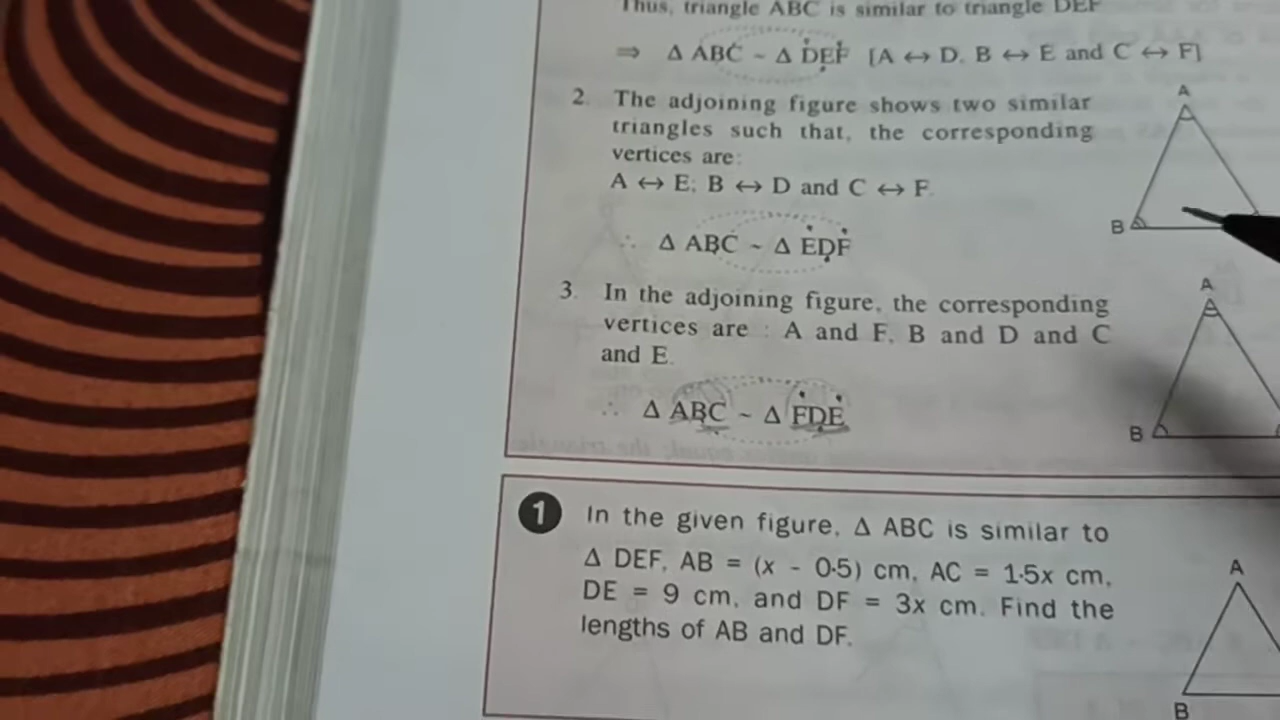 Thus, triangle ABC is similar to triangle DEF
⇒ Δ ABC ~ Δ DEF [A ↔ D, B ↔ E and C ↔ F]
2. The adjoining figure shows two similar
triangles such that, the corresponding
vertices are:
A ↔ E; B ↔ D and C ↔ F.
∴ Δ ABC ~ Δ EDF
A
B
3. In the adjoining figure, the corresponding
vertices are : A and F, B and D and C
and E.
∴ Δ ABC ~ Δ FDE
A
B
1 In the given figure, Δ ABC is similar to
Δ DEF, AB = (x - 0·5) cm, AC = 1·5x cm,
DE = 9 cm, and DF = 3x cm. Find the
lengths of AB and DF.
A
B